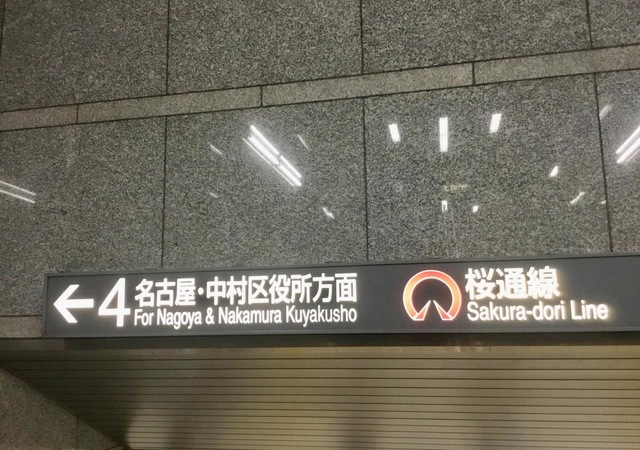 ← 4 名古屋・中村区役所方面
For Nagoya & Nakamura Kuyakusho
桜通線
Sakura-dori Line